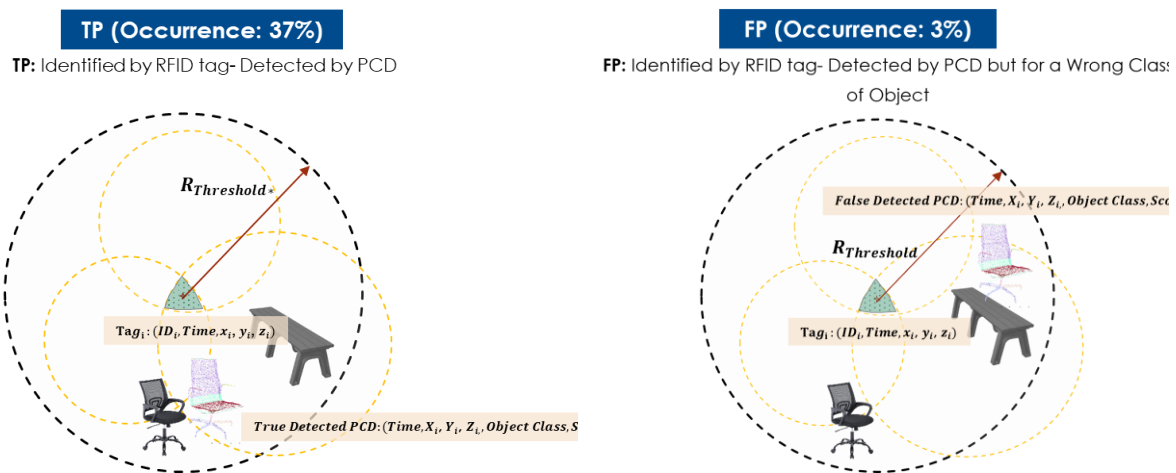 TP (Occurrence: 37%)
TP: Identified by RFID tag- Detected by PCD
R_Threshold*
Tag_i: (ID_i, Time, x_i, y_i, z_i)
True Detected PCD: (Time, X_i, Y_i, Z_i,, Object Class, S
FP (Occurrence: 3%)
FP: Identified by RFID tag- Detected by PCD but for a Wrong Class
of Object
False Detected PCD: (Time, X_i, Y_i, Z_i,, Object Class, Sco
R_Threshold
Tag_i: (ID_i, Time, x_i, y_i, z_i)